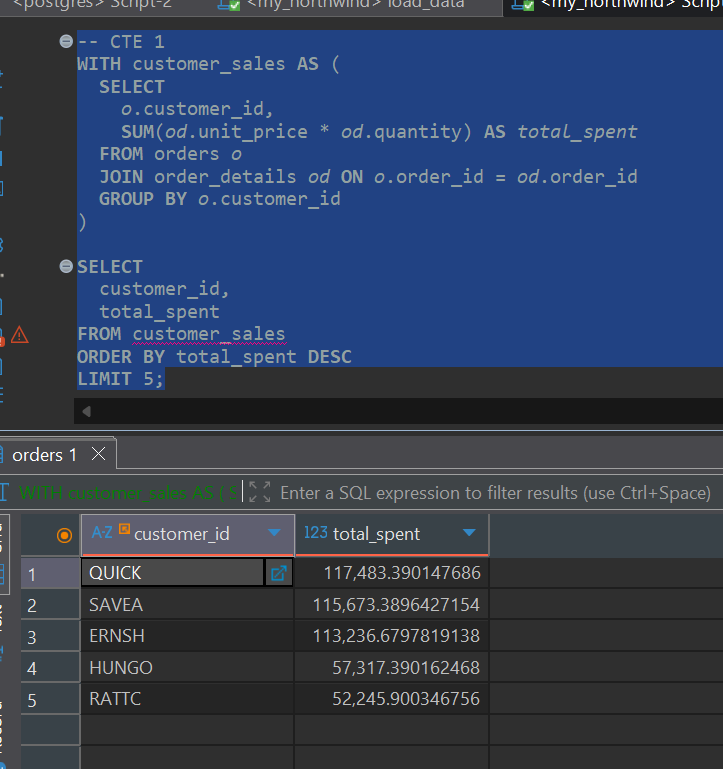 <postgres> Script-2
<my_northwind> load_data
<my_northwind> Scrip
-- CTE 1
WITH customer_sales AS (
SELECT
o.customer_id,
SUM(od.unit_price * od.quantity) AS total_spent
FROM orders o
JOIN order_details od ON o.order_id = od.order_id
GROUP BY o.customer_id
)
SELECT
customer_id,
total_spent
FROM customer_sales
ORDER BY total_spent DESC
LIMIT 5;
orders 1
WITH customer_sales AS ( S
Enter a SQL expression to filter results (use Ctrl+Space)
A-Z customer_id
123 total_spent
1 QUICK 117,483.390147686
2 SAVEA 115,673.3896427154
3 ERNSH 113,236.6797819138
4 HUNGO 57,317.390162468
5 RATTC 52,245.900346756